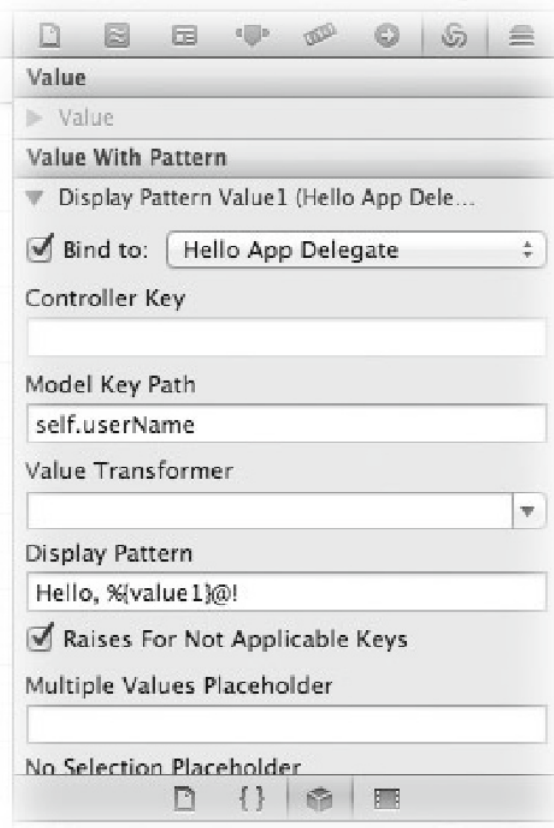 Value
Value
Value With Pattern
Display Pattern Value1 (Hello App Dele...
Bind to: Hello App Delegate
Controller Key
Model Key Path
self.userName
Value Transformer
Display Pattern
Hello, %{value1}@!
Raises For Not Applicable Keys
Multiple Values Placeholder
No Selection Placeholder
{ }